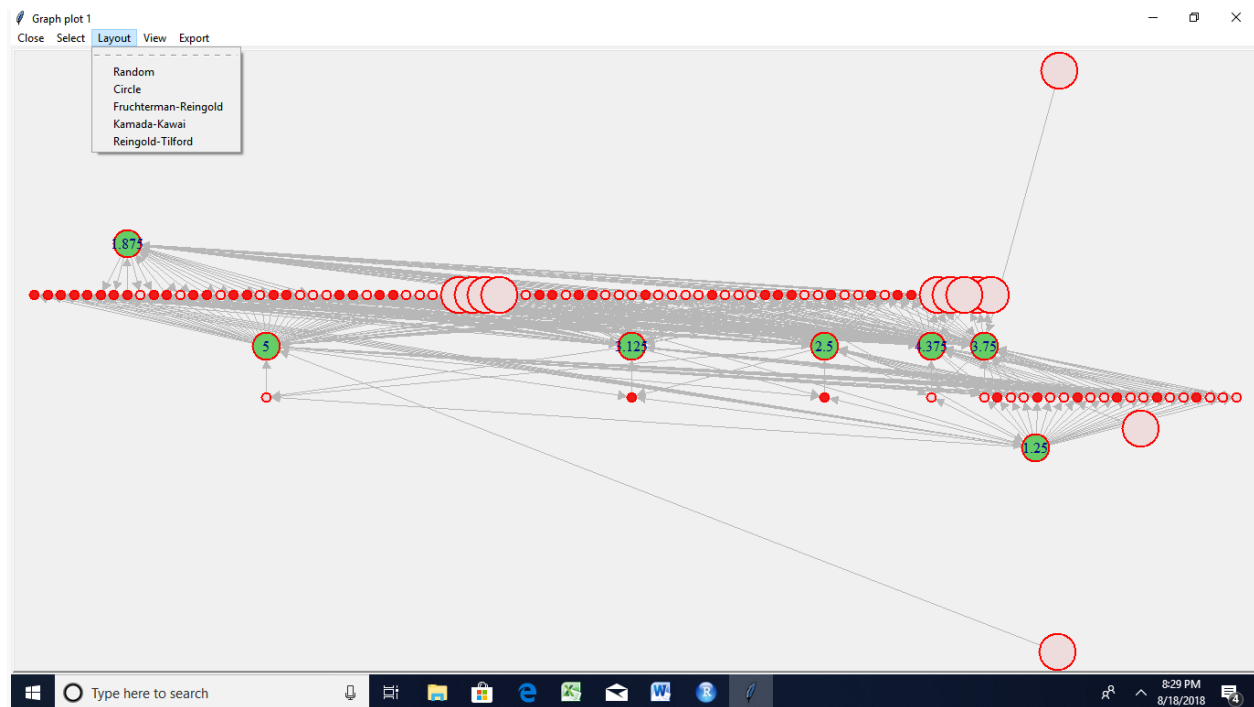 Graph plot 1
Close Select Layout View Export
Random
Circle
Fruchterman-Reingold
Kamada-Kawai
Reingold-Tilford
1.875
5 3.125 2.5 4.375 3.75
1.25
Type here to search
8:29 PM
8/18/2018
4